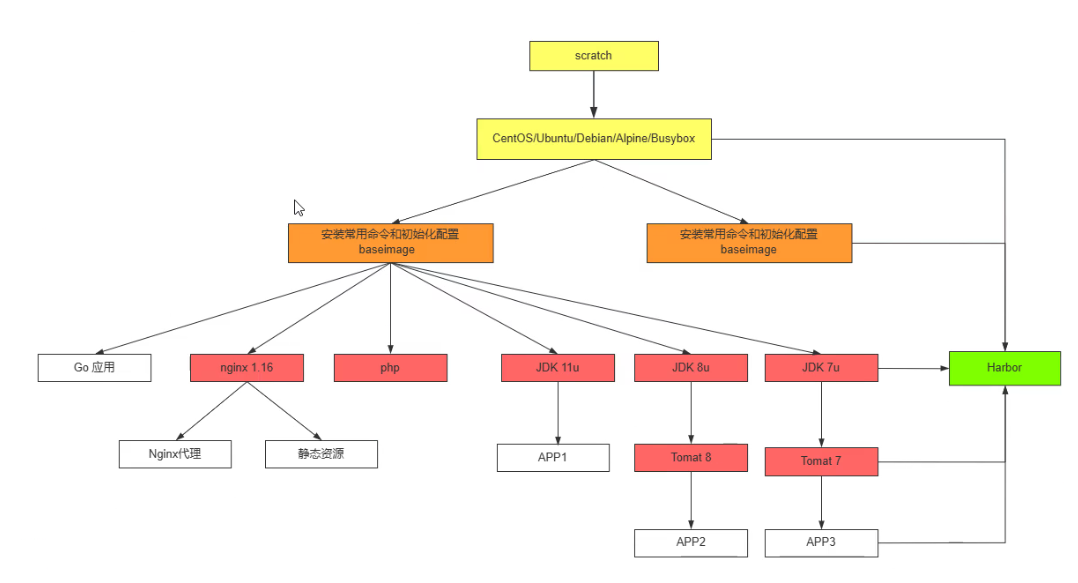 scratch
CentOS/Ubuntu/Debian/Alpine/Busybox
安装常用命令和初始化配置
baseimage
安装常用命令和初始化配置
baseimage
Go 应用
nginx 1.16
php
JDK 11u
JDK 8u
JDK 7u
Harbor
Nginx代理
静态资源
APP1
Tomat 8
Tomat 7
APP2
APP3